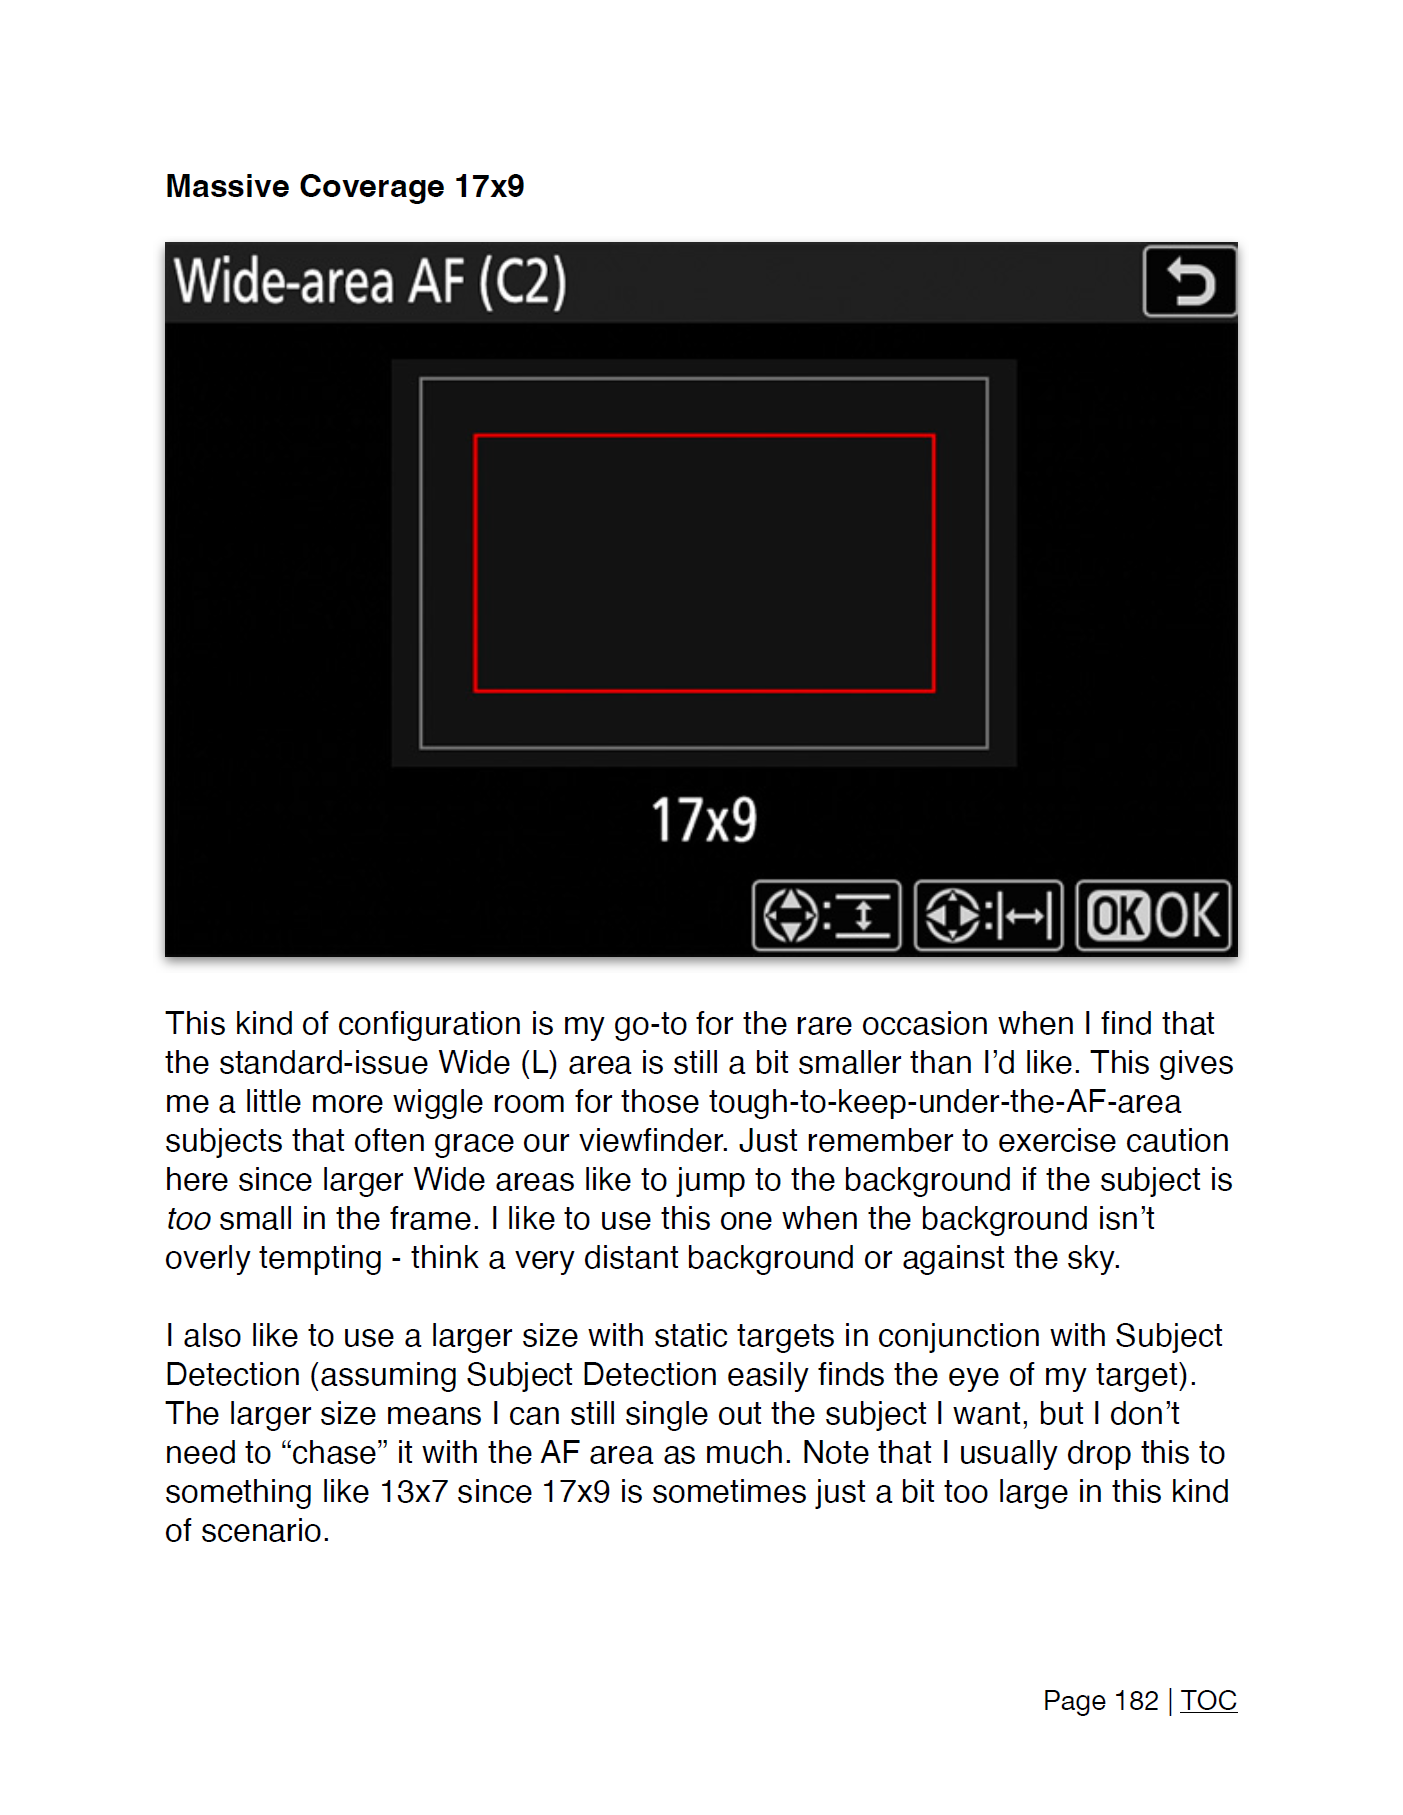 Massive Coverage 17x9
Wide-area AF (C2)
17x9
OK OK
This kind of configuration is my go-to for the rare occasion when I find that
the standard-issue Wide (L) area is still a bit smaller than I’d like. This gives
me a little more wiggle room for those tough-to-keep-under-the-AF-area
subjects that often grace our viewfinder. Just remember to exercise caution
here since larger Wide areas like to jump to the background if the subject is
too small in the frame. I like to use this one when the background isn’t
overly tempting - think a very distant background or against the sky.
I also like to use a larger size with static targets in conjunction with Subject
Detection (assuming Subject Detection easily finds the eye of my target).
The larger size means I can still single out the subject I want, but I don’t
need to “chase” it with the AF area as much. Note that I usually drop this to
something like 13x7 since 17x9 is sometimes just a bit too large in this kind
of scenario.
Page 182 | TOC